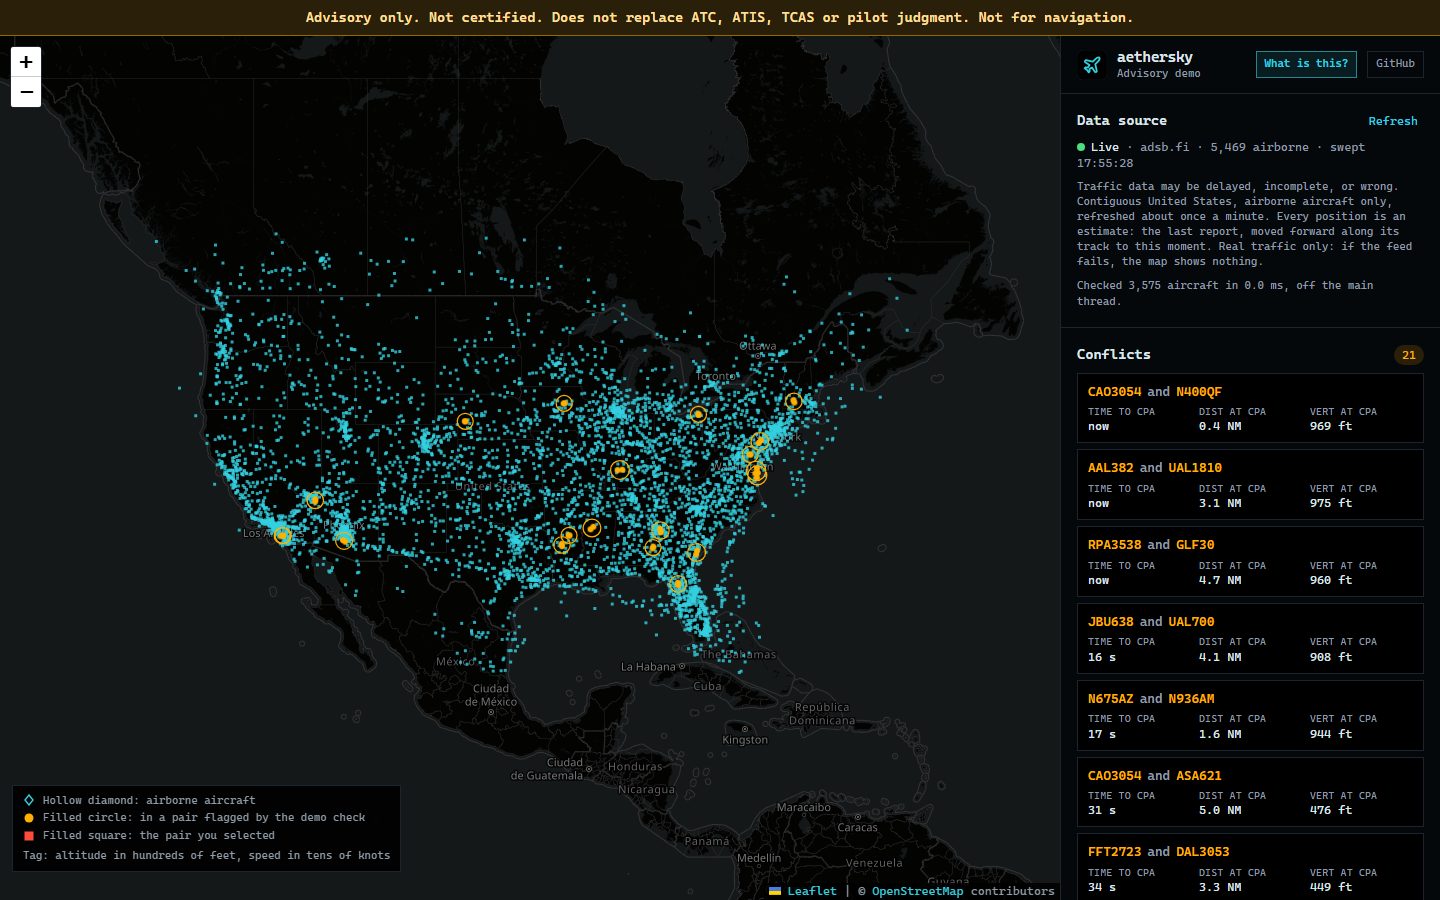 Advisory only. Not certified. Does not replace ATC, ATIS, TCAS or pilot judgment. Not for navigation.
+
−
aethersky
Advisory demo
What is this?
GitHub
Data source
Refresh
Live · adsb.fi · 5,469 airborne · swept
17:55:28
Traffic data may be delayed, incomplete, or wrong.
Contiguous United States, airborne aircraft only,
refreshed about once a minute. Every position is an
estimate: the last report, moved forward along its
track to this moment. Real traffic only: if the feed
fails, the map shows nothing.
Checked 3,575 aircraft in 0.0 ms, off the main
thread.
Conflicts
21
CAO3054 and N400QF
TIME TO CPA DIST AT CPA VERT AT CPA
now 0.4 NM 969 ft
AAL382 and UAL1810
TIME TO CPA DIST AT CPA VERT AT CPA
now 3.1 NM 975 ft
RPA3538 and GLF30
TIME TO CPA DIST AT CPA VERT AT CPA
now 4.7 NM 960 ft
JBU638 and UAL700
TIME TO CPA DIST AT CPA VERT AT CPA
16 s 4.1 NM 908 ft
N675AZ and N936AM
TIME TO CPA DIST AT CPA VERT AT CPA
17 s 1.6 NM 944 ft
CAO3054 and ASA621
TIME TO CPA DIST AT CPA VERT AT CPA
31 s 5.0 NM 476 ft
FFT2723 and DAL3053
TIME TO CPA DIST AT CPA VERT AT CPA
34 s 3.3 NM 449 ft
Ottawa
Toronto
United States
México
Ciudad
de México
La Habana
The Bahamas
Cuba
República
Dominicana
Kingston
Ciudad
de Guatemala
Honduras
Nicaragua
Maracaibo
Caracas
Panamá
Medellín
Venezuela
Guyana
Hollow diamond: airborne aircraft
Filled circle: in a pair flagged by the demo check
Filled square: the pair you selected
Tag: altitude in hundreds of feet, speed in tens of knots
Leaflet | © OpenStreetMap contributors